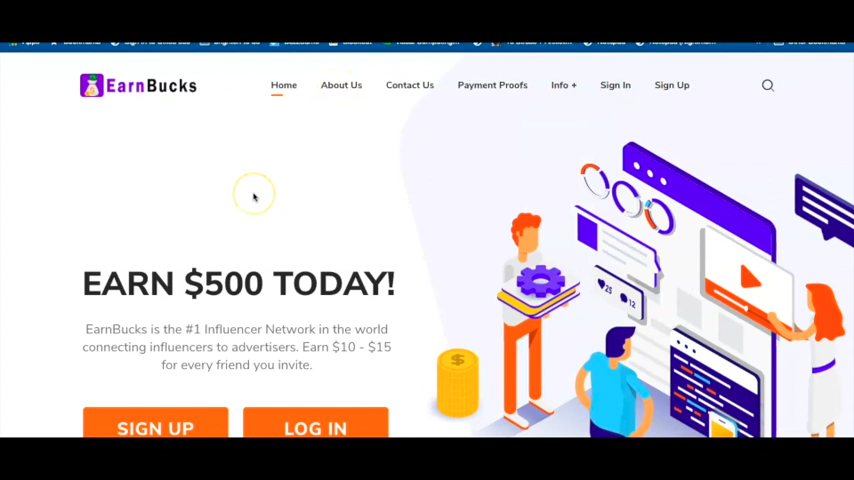 EarnBucks
Home About Us Contact Us Payment Proofs Info + Sign In Sign Up
EARN $500 TODAY!
EarnBucks is the #1 Influencer Network in the world
connecting influencers to advertisers. Earn $10 - $15
for every friend you invite.
SIGN UP LOG IN
25
12
$